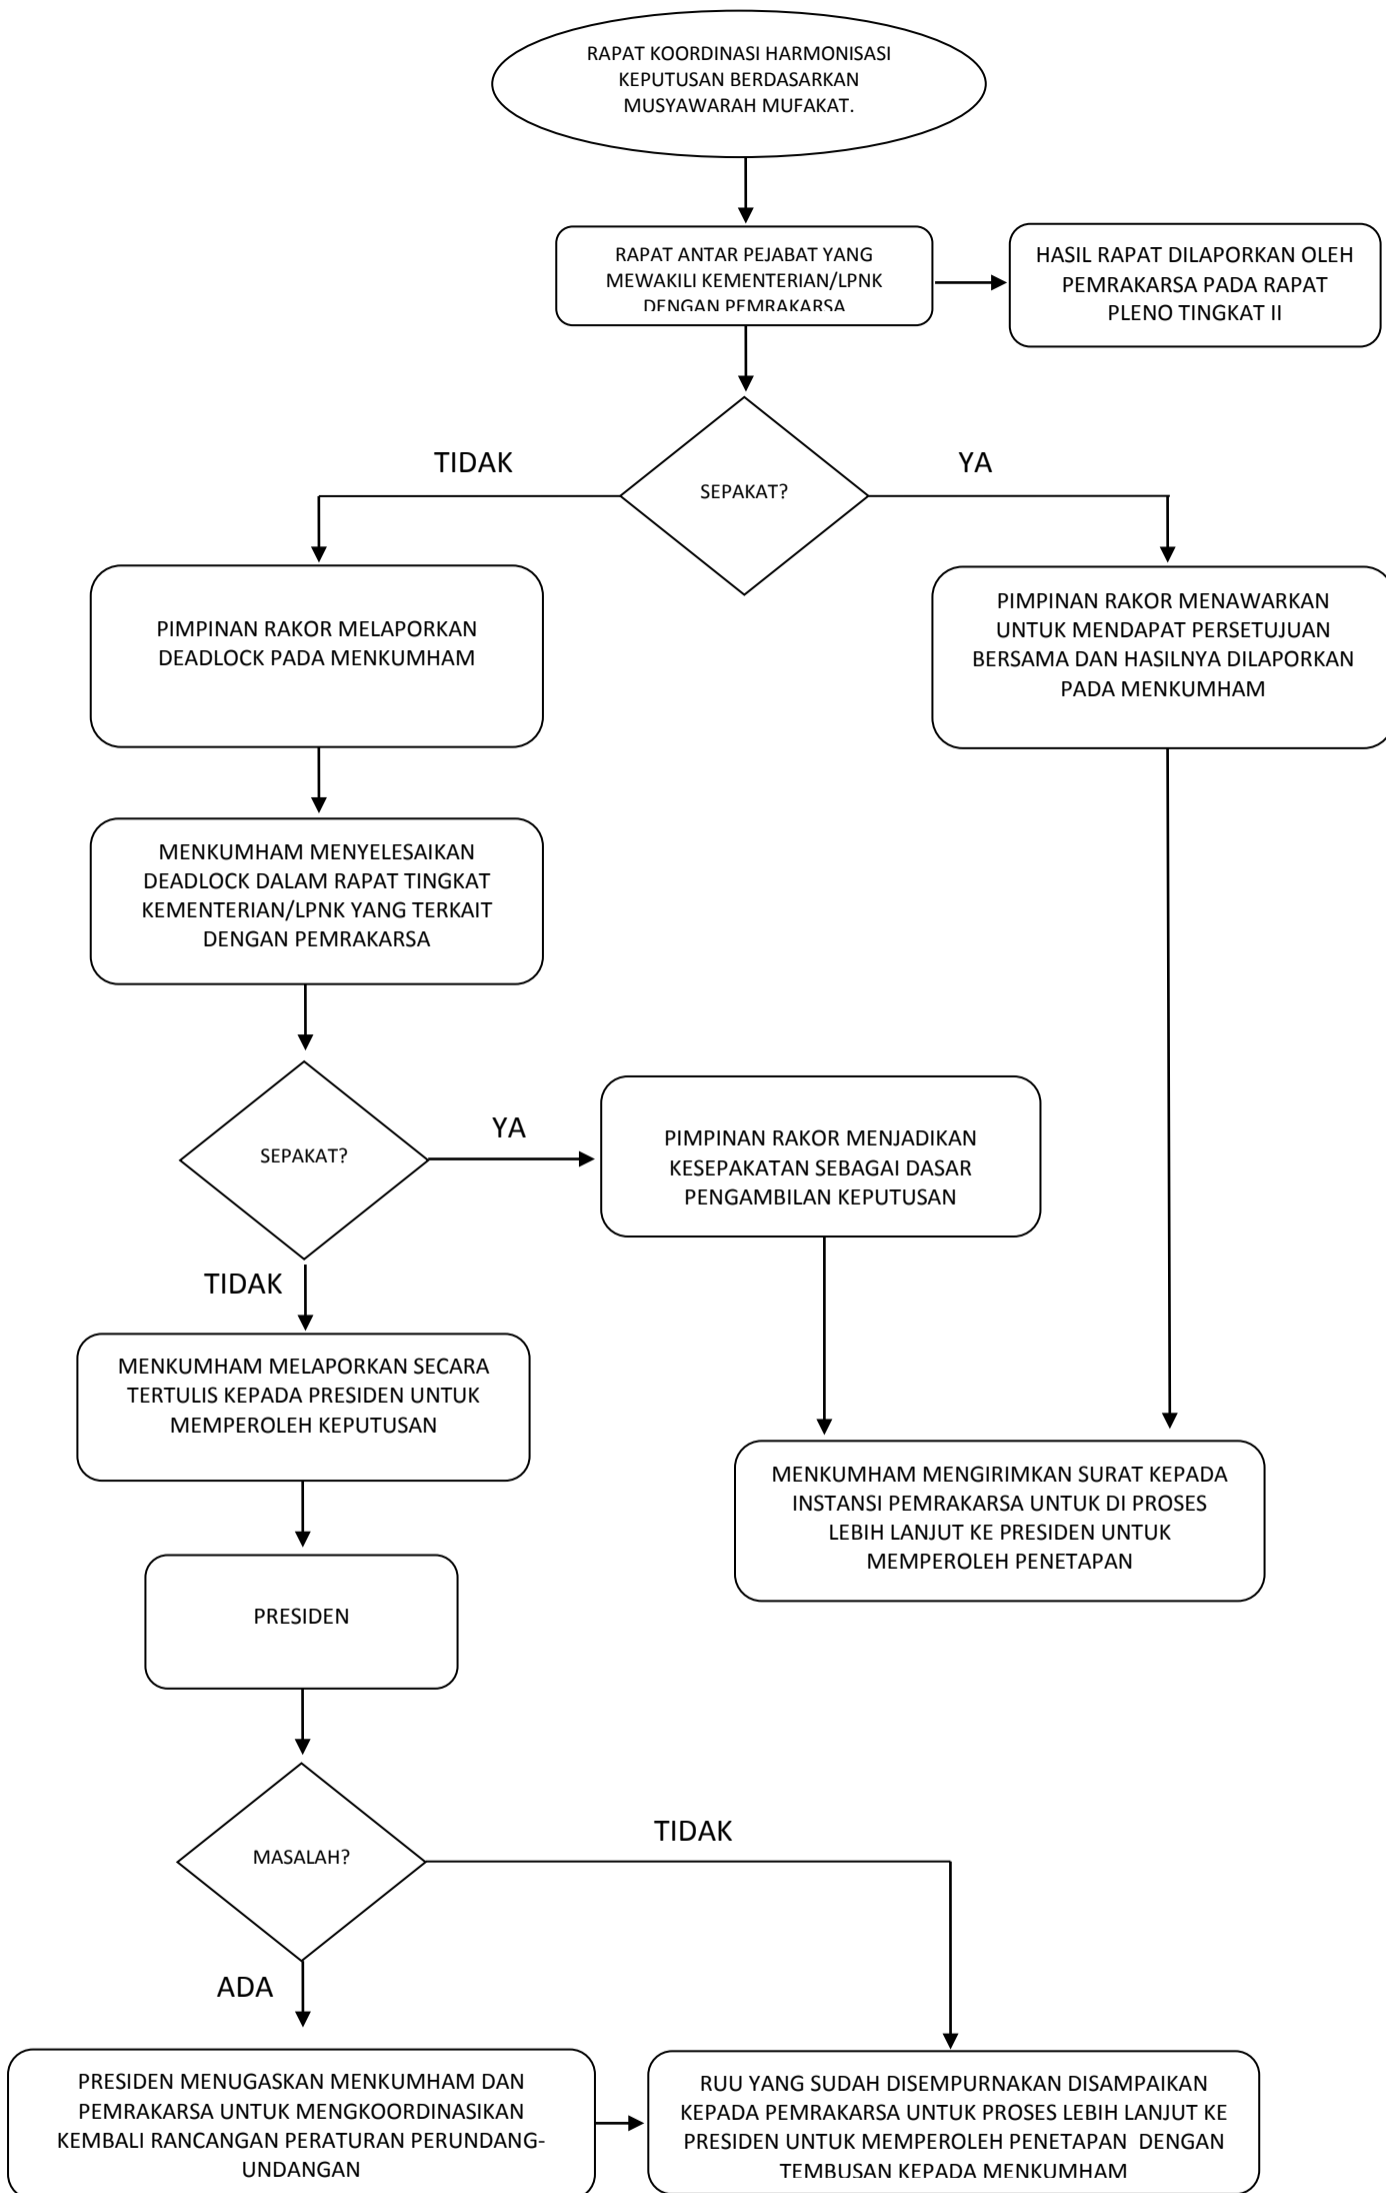 RAPAT KOORDINASI HARMONISASI
KEPUTUSAN BERDASARKAN
MUSYAWARAH MUFAKAT.
RAPAT ANTAR PEJABAT YANG
MEWAKILI KEMENTERIAN/LPNK
DENGAN PEMRAKARSA
HASIL RAPAT DILAPORKAN OLEH
PEMRAKARSA PADA RAPAT
PLENO TINGKAT II
TIDAK
SEPAKAT?
YA
PIMPINAN RAKOR MELAPORKAN
DEADLOCK PADA MENKUMHAM
PIMPINAN RAKOR MENAWARKAN
UNTUK MENDAPAT PERSETUJUAN
BERSAMA DAN HASILNYA DILAPORKAN
PADA MENKUMHAM
MENKUMHAM MENYELESAIKAN
DEADLOCK DALAM RAPAT TINGKAT
KEMENTERIAN/LPNK YANG TERKAIT
DENGAN PEMRAKARSA
SEPAKAT?
YA
PIMPINAN RAKOR MENJADIKAN
KESEPAKATAN SEBAGAI DASAR
PENGAMBILAN KEPUTUSAN
TIDAK
MENKUMHAM MELAPORKAN SECARA
TERTULIS KEPADA PRESIDEN UNTUK
MEMPEROLEH KEPUTUSAN
MENKUMHAM MENGIRIMKAN SURAT KEPADA
INSTANSI PEMRAKARSA UNTUK DI PROSES
LEBIH LANJUT KE PRESIDEN UNTUK
MEMPEROLEH PENETAPAN
PRESIDEN
MASALAH?
TIDAK
ADA
PRESIDEN MENUGASKAN MENKUMHAM DAN
PEMRAKARSA UNTUK MENGKOORDINASIKAN
KEMBALI RANCANGAN PERATURAN PERUNDANG-
UNDANGAN
RUU YANG SUDAH DISEMPURNAKAN DISAMPAIKAN
KEPADA PEMRAKARSA UNTUK PROSES LEBIH LANJUT KE
PRESIDEN UNTUK MEMPEROLEH PENETAPAN DENGAN
TEMBUSAN KEPADA MENKUMHAM